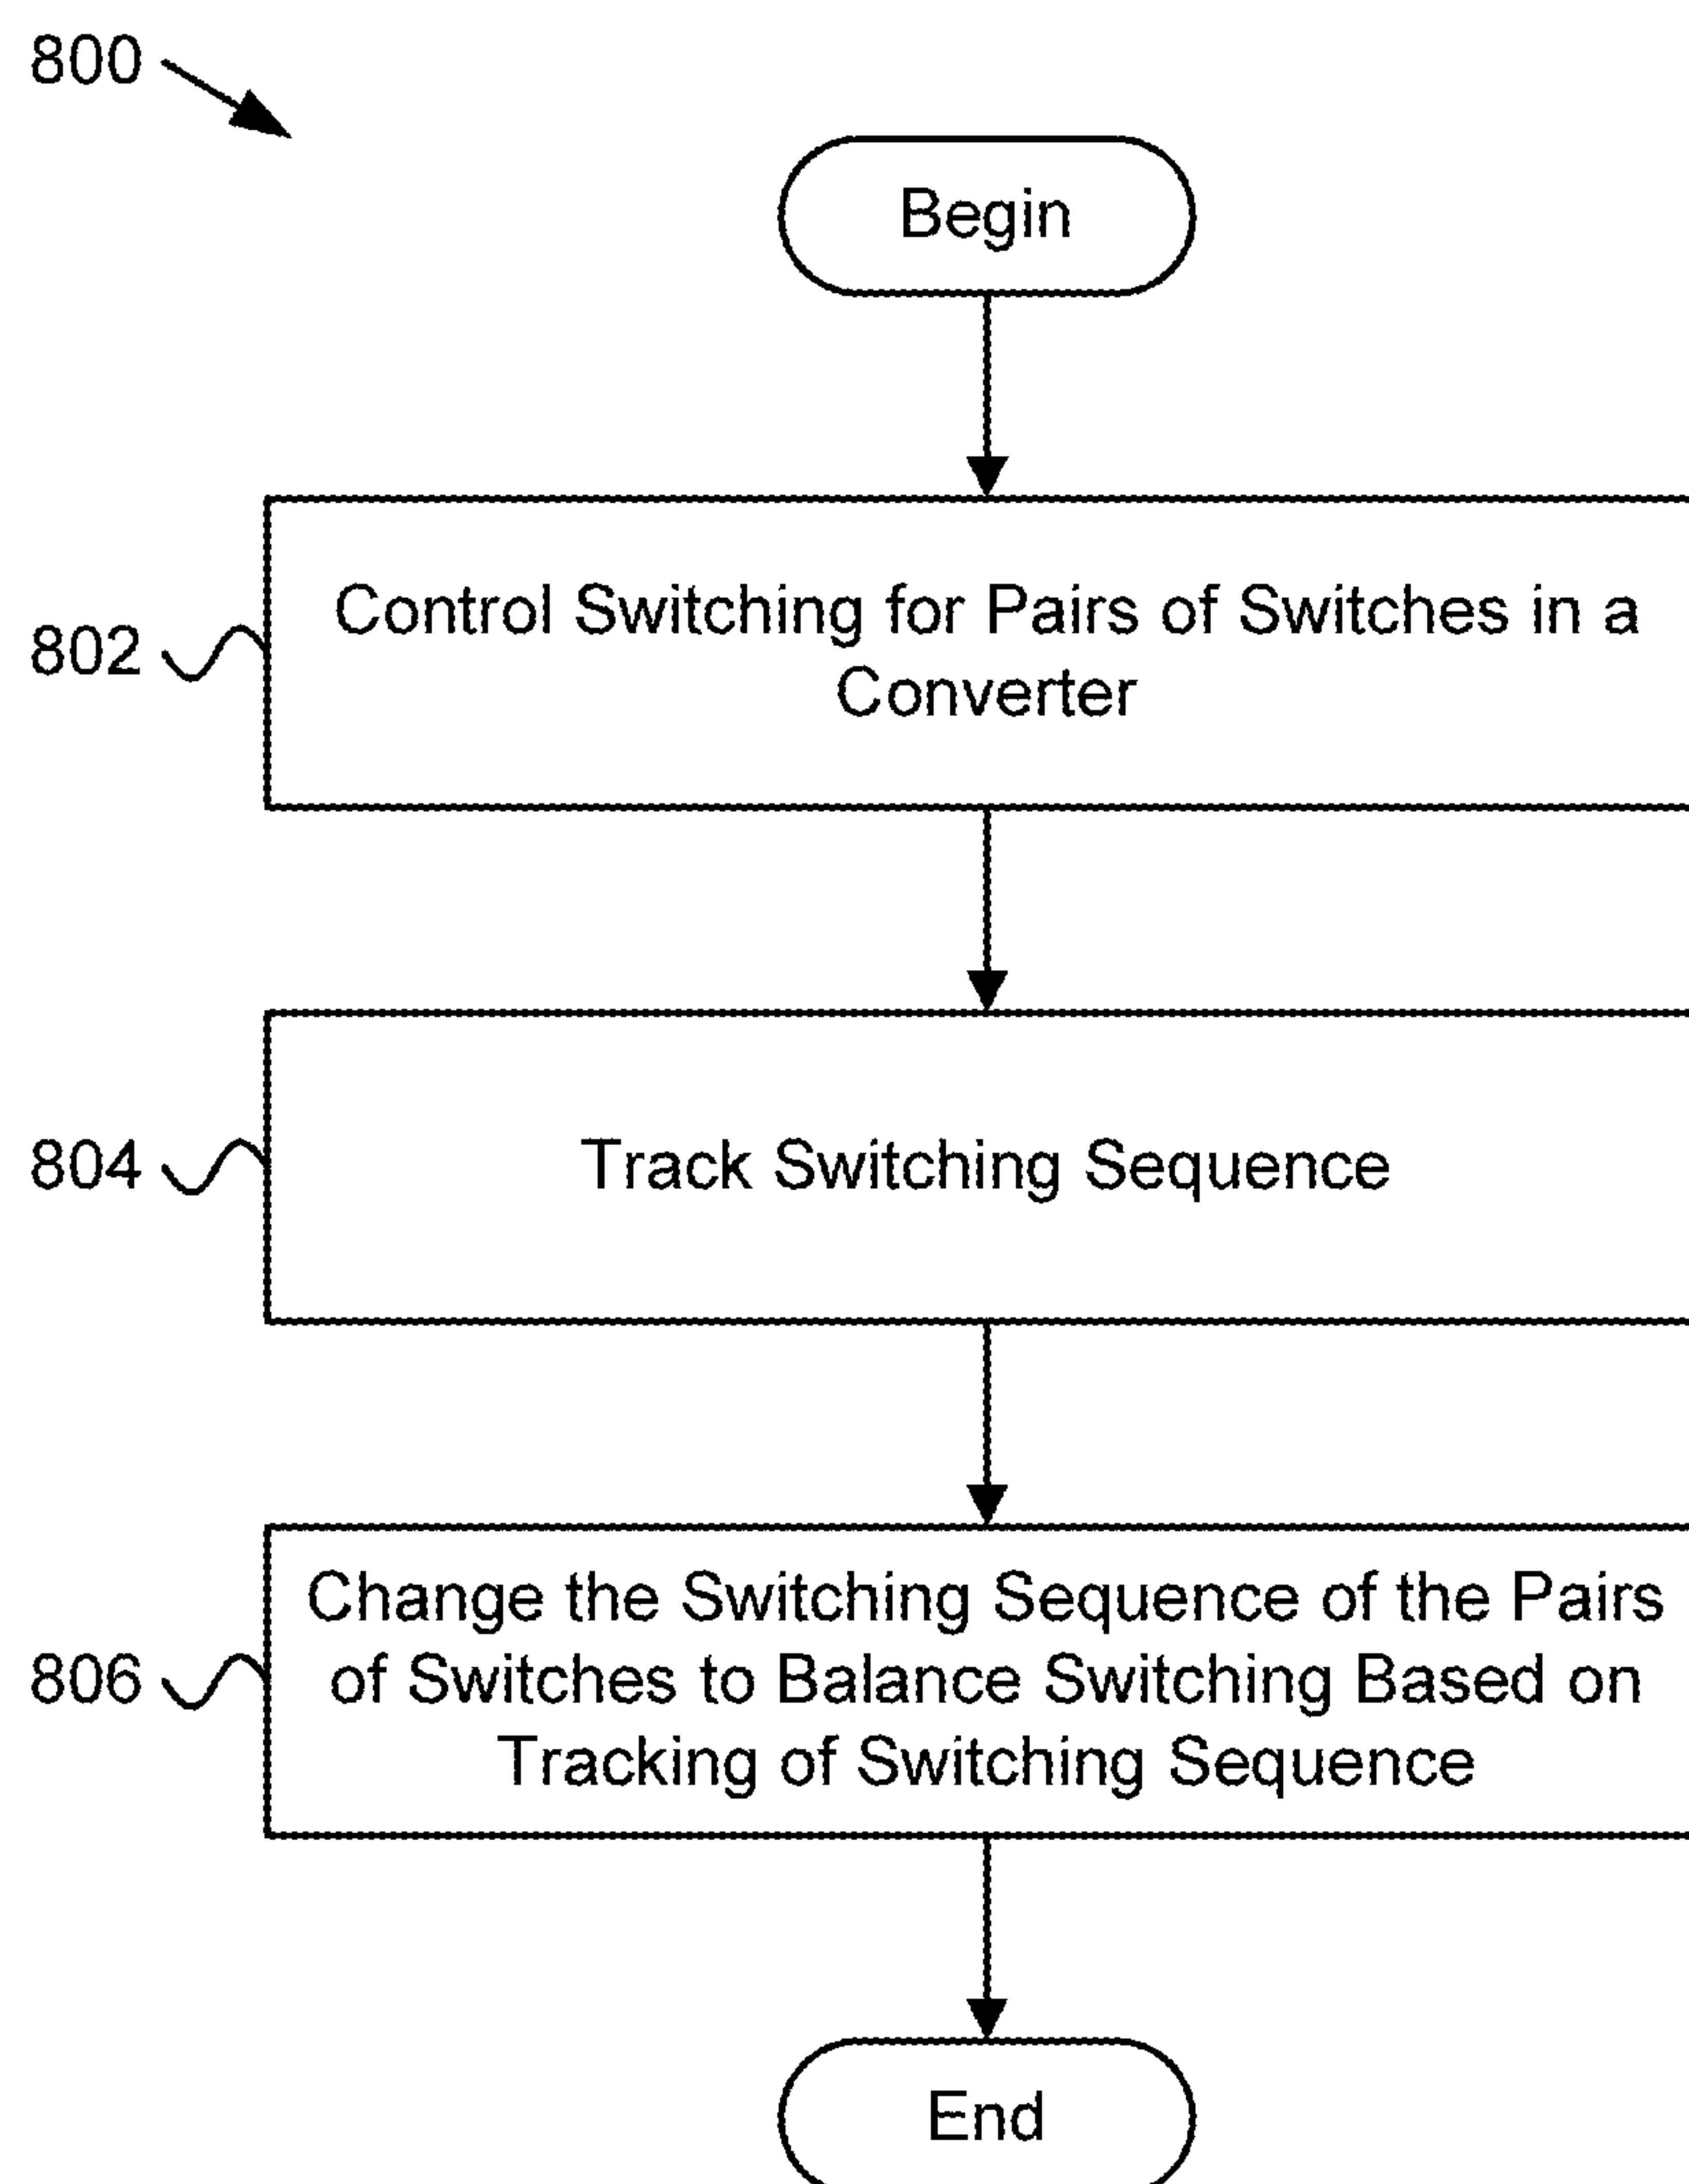 800
Begin
802
Control Switching for Pairs of Switches in a
Converter
804
Track Switching Sequence
806
Change the Switching Sequence of the Pairs
of Switches to Balance Switching Based on
Tracking of Switching Sequence
End